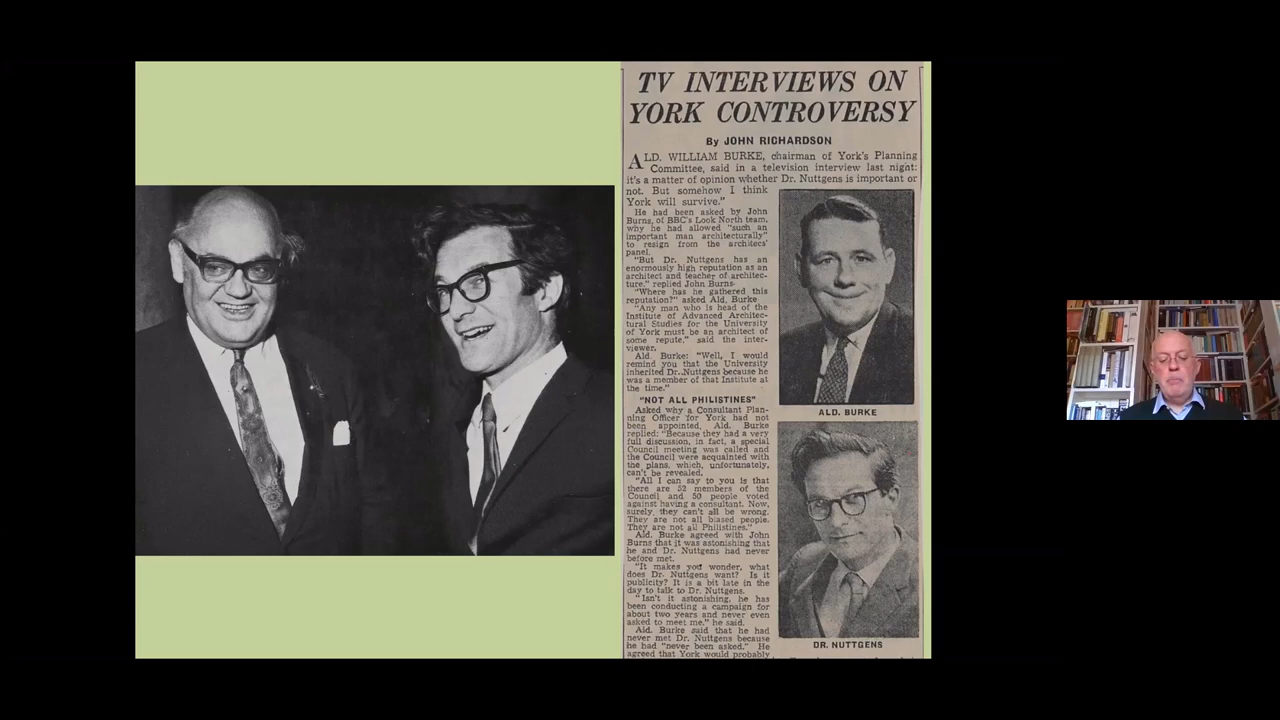 TV INTERVIEWS ON
YORK CONTROVERSY
By JOHN RICHARDSON
ALD. WILLIAM BURKE, chairman of York's Planning
Committee, said in a television interview last night:
it's a matter of opinion whether Dr. Nuttgens is important or
not. But somehow I think
York will survive."
He had been asked by John
Burns, of BBC's Look North team,
why he had allowed "such an
important man architecturally"
to resign from the architecs'
panel.
"But Dr. Nuttgens has an
enormously high reputation as an
architect and teacher of architec-
ture," replied John Burns.
"Where has he gathered this
reputation?" asked Ald. Burke
"Any man who is head of the
Institute of Advanced Architec-
tural Studies for the University
of York must be an architect of
some repute," said the inter-
viewer.
Ald. Burke: "Well, I would
remind you that the University
inherited Dr. Nuttgens because he
was a member of that Institute at
the time."
"NOT ALL PHILISTINES"
Asked why a Consultant Plan-
ning Officer for York had not
been appointed, Ald. Burke
replied: "Because they had a very
full discussion, in fact, a special
Council meeting was called and
the Council were acquainted with
the plans, which, unfortunately,
can't be revealed.
"All I can say to you is that
there are 52 members of the
Council and 50 people voted
against having a consultant. Now,
surely, they can't all be wrong.
They are not all biased people.
They are not all Philistines."
Ald. Burke agreed with John
Burns that it was astonishing that
he and Dr. Nuttgens had never
before met.
"It makes you wonder, what
does Dr. Nuttgens want? Is it
publicity? It is a bit late in the
day to talk to Dr. Nuttgens.
"Isn't it astonishing, he has
been conducting a campaign for
about two years and never even
asked to meet me." he said.
Ald. Burke said that he had
never met Dr. Nuttgens because
he had "never been asked." He
agreed that York would probably
ALD. BURKE
DR. NUTTGENS